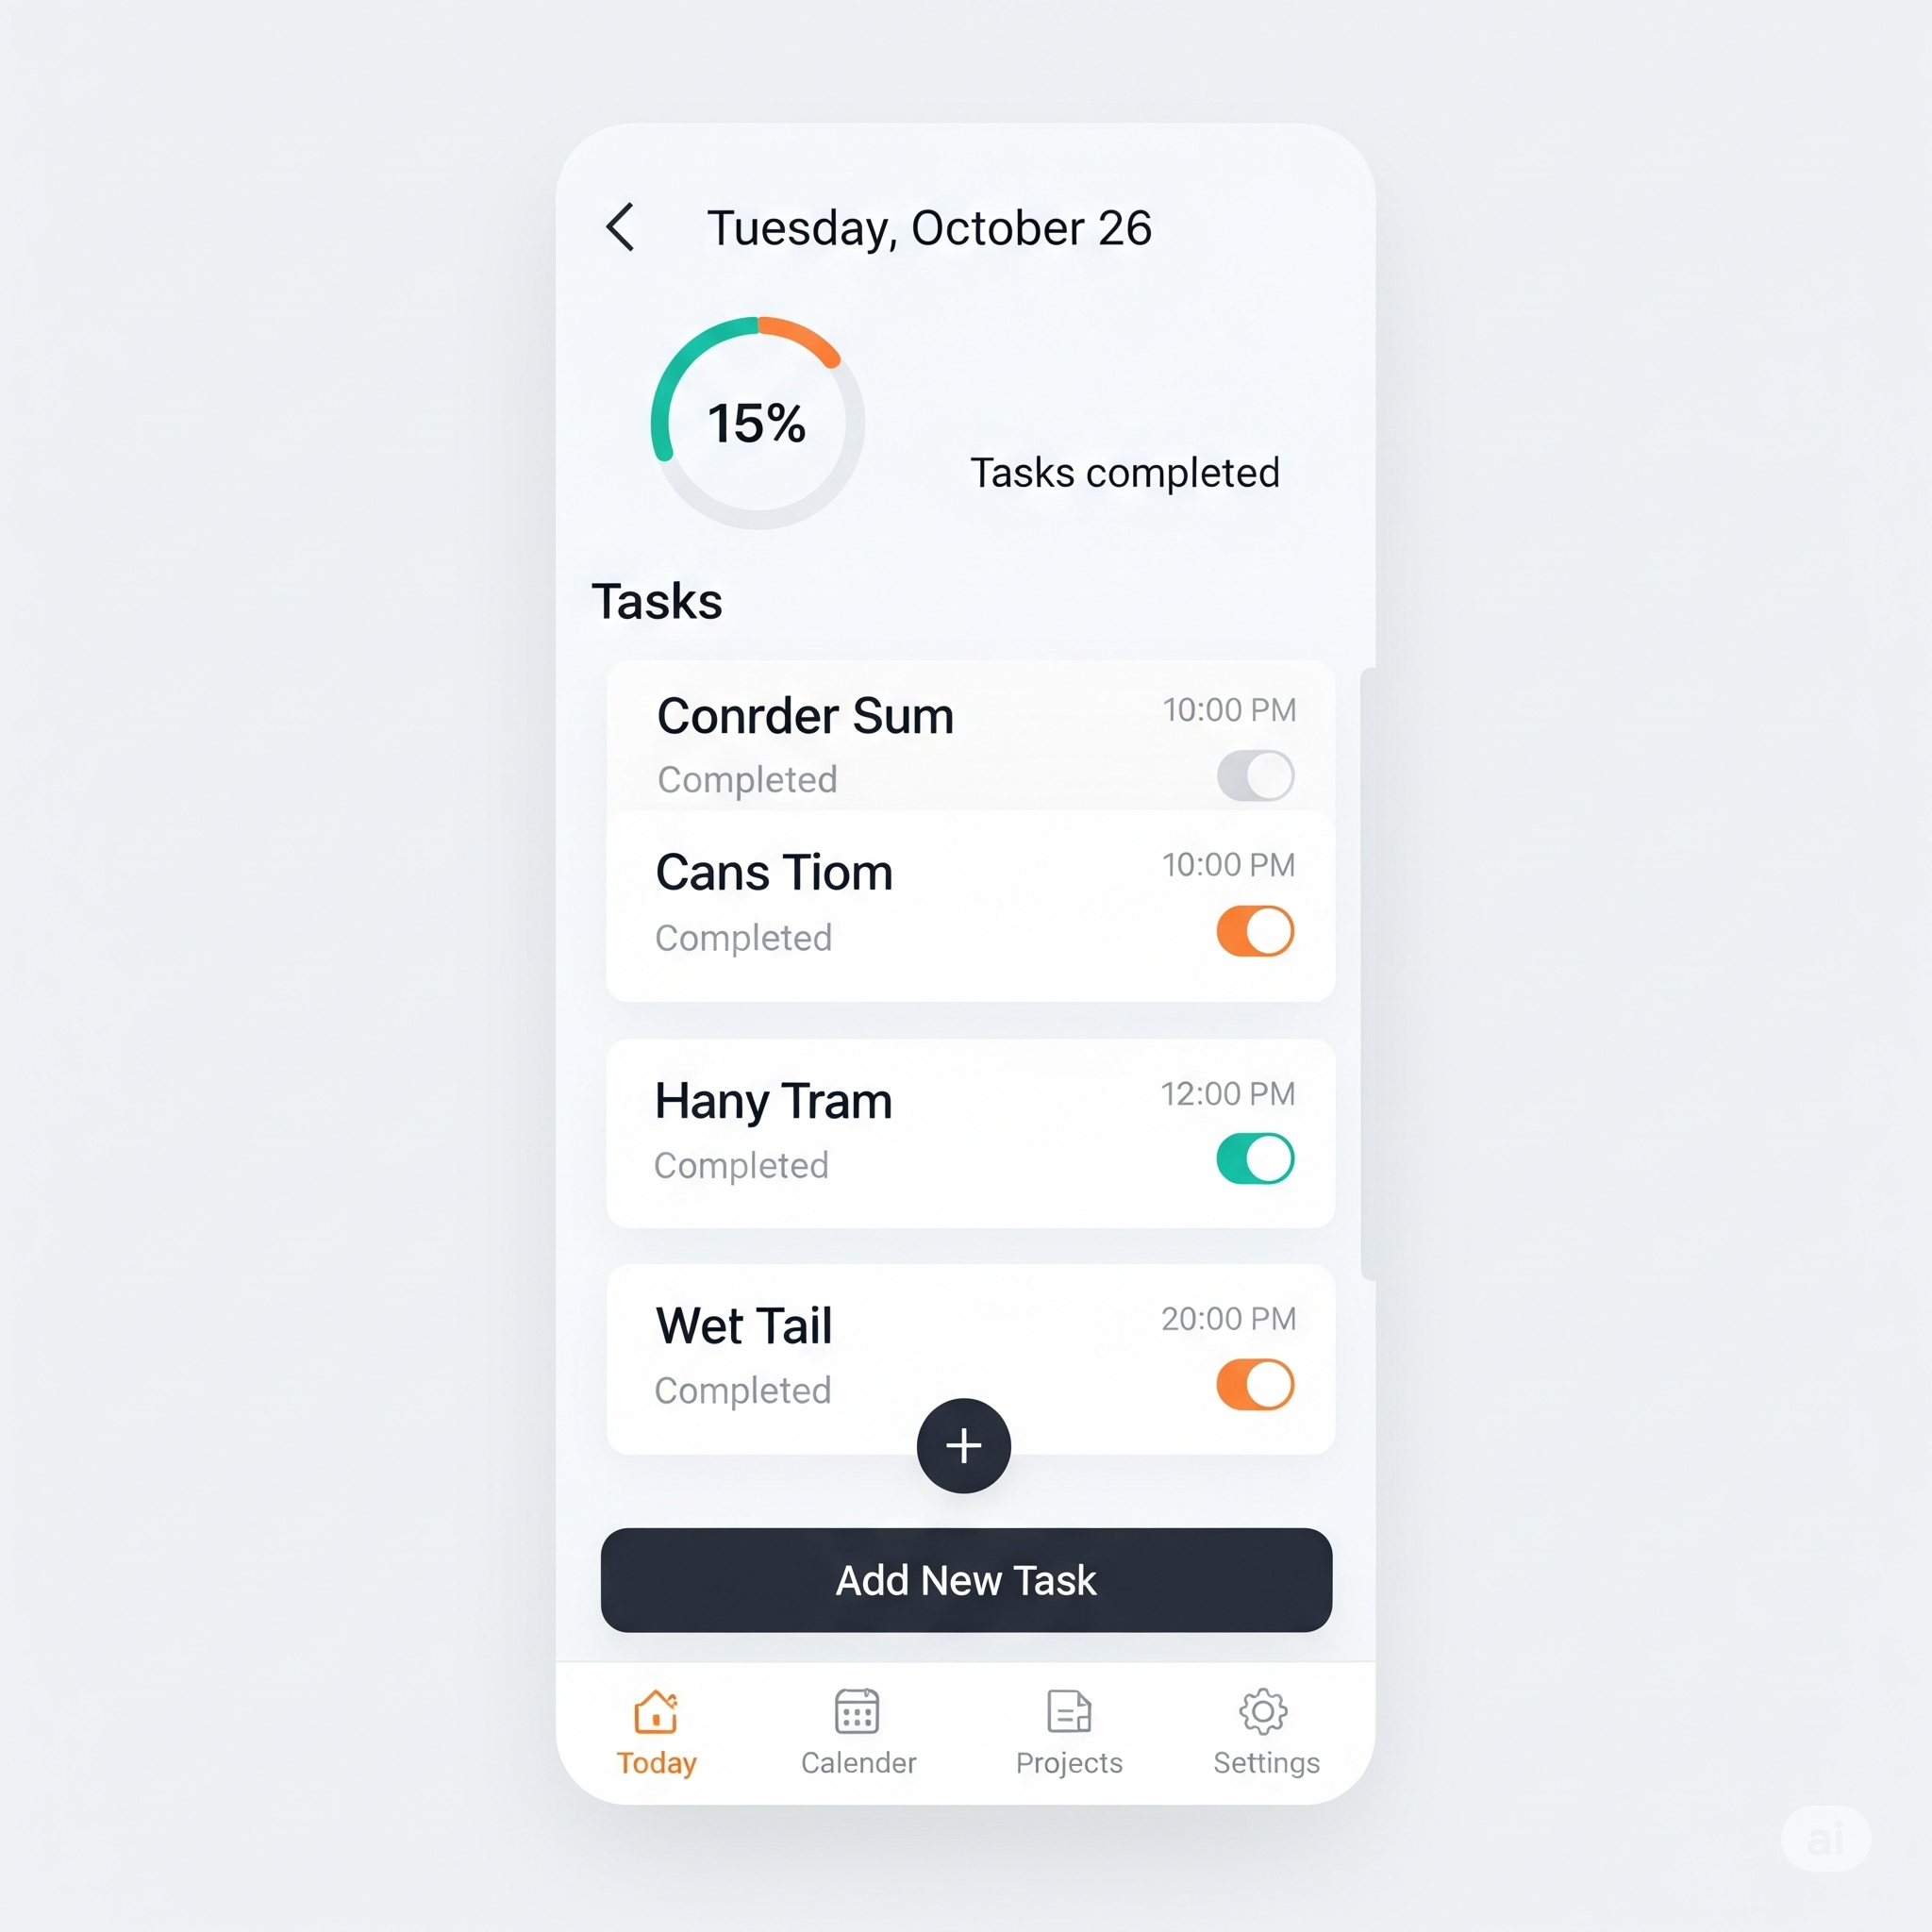 Tuesday, October 26
15%
Tasks completed
Tasks
Conrder Sum
10:00 PM
Completed
Cans Tiom
10:00 PM
Completed
Hany Tram
12:00 PM
Completed
Wet Tail
20:00 PM
Completed
+
Add New Task
Today
Calender
Projects
Settings
ai